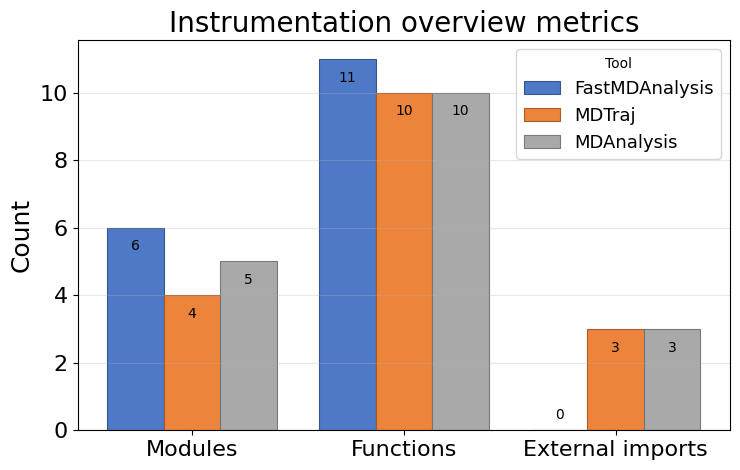 Instrumentation overview metrics
Count
10
8
6
4
2
0
6
4
5
11
10
10
0
3
3
Modules
Functions
External imports
Tool
FastMDAnalysis
MDTraj
MDAnalysis